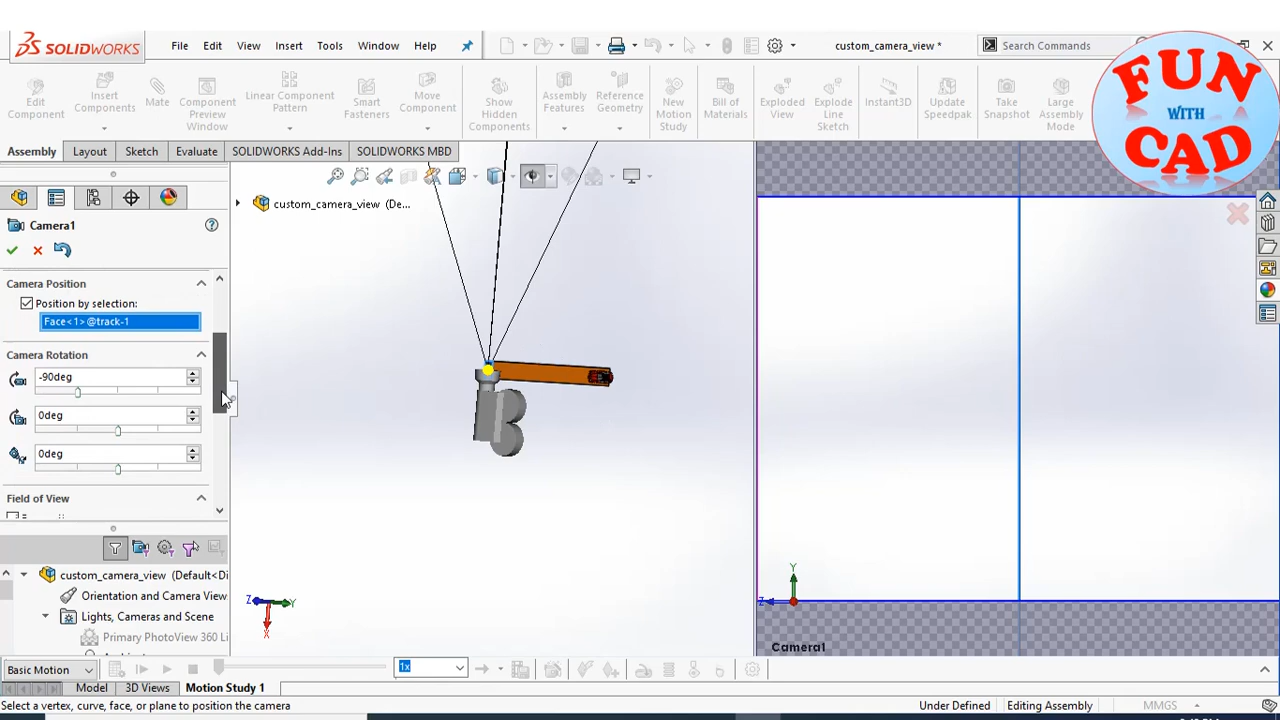 SOLIDWORKS File Edit View Insert Tools Window Help custom_camera_view * Search Commands
FUN
WITH
CAD
Edit
Component
Insert
Components
Mate
Component
Preview
Window
Linear Component
Pattern
Smart
Fasteners
Move
Component
Show
Hidden
Components
Assembly
Features
Reference
Geometry
New
Motion
Study
Bill of
Materials
Exploded
View
Explode
Line
Sketch
Instant3D
Update
Speedpak
Take
Snapshot
Large
Assembly
Mode
Assembly Layout Sketch Evaluate SOLIDWORKS Add-Ins SOLIDWORKS MBD
custom_camera_view (De...
Camera1
Camera Position
Position by selection:
Face<1>@track-1
Camera Rotation
-90deg
0deg
0deg
Field of View
custom_camera_view (Default<Di
Orientation and Camera View
Lights, Cameras and Scene
Primary PhotoView 360 Li
Z Y
X
Y
Z
Camera1
Basic Motion 1x
Model 3D Views Motion Study 1
Select a vertex, curve, face, or plane to position the camera Under Defined Editing Assembly MMGS